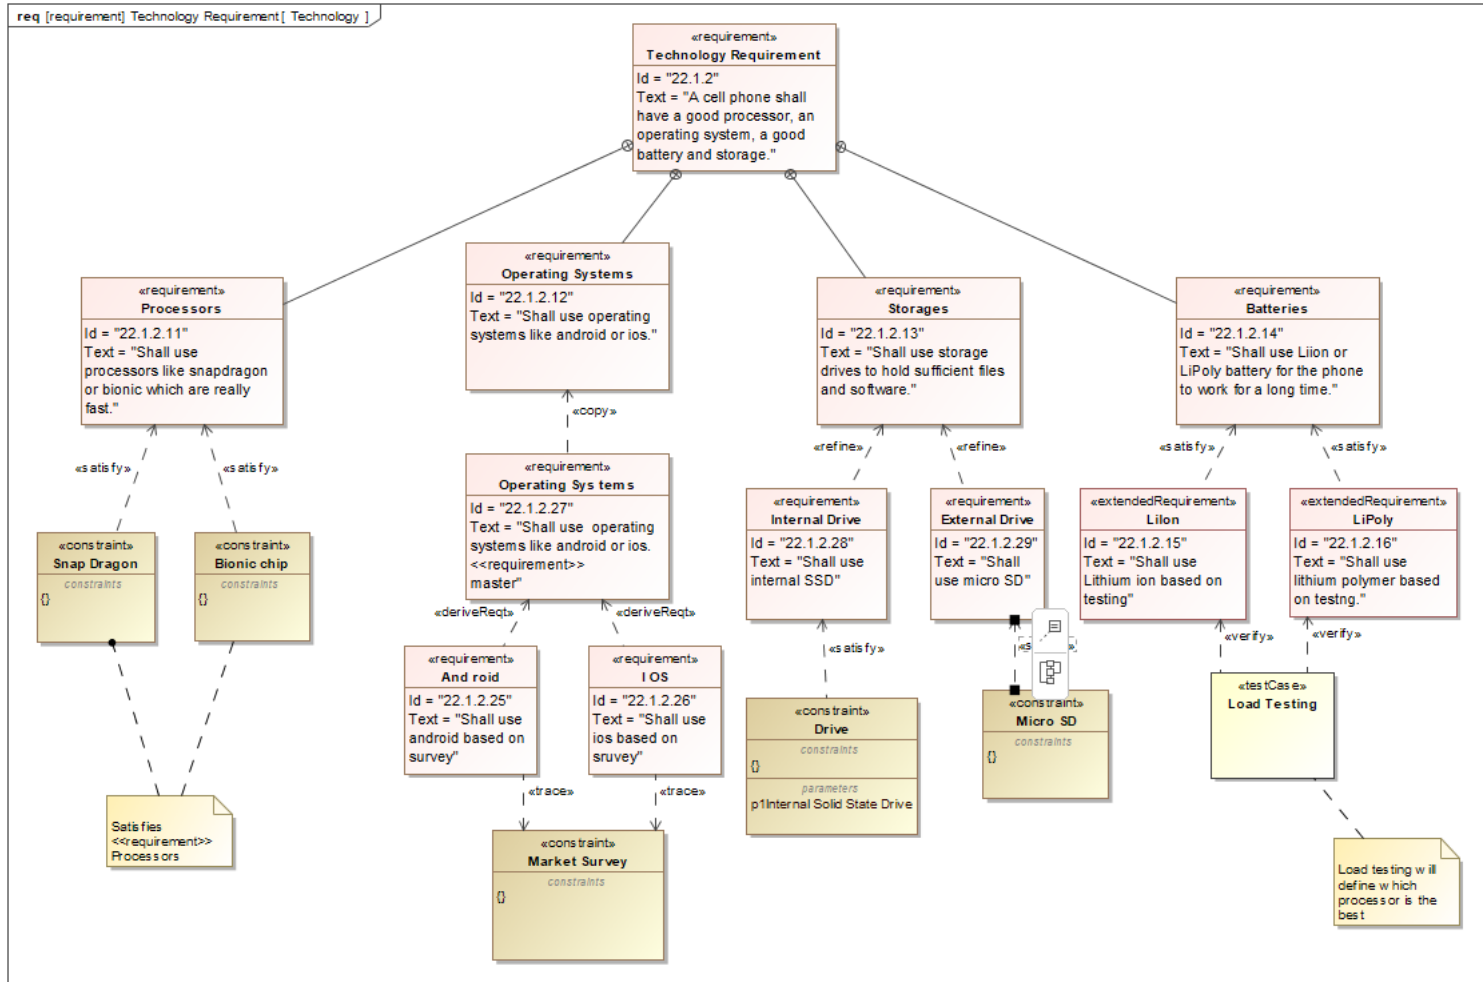 req [requirement] Technology Requirement[ Technology ]
«requirement»
Technology Requirement
Id = "22.1.2"
Text = "A cell phone shall
have a good processor, an
operating system, a good
battery and storage."
«requirement»
Processors
Id = "22.1.2.11"
Text = "Shall use
processors like snapdragon
or bionic which are really
fast."
«requirement»
Operating Systems
Id = "22.1.2.12"
Text = "Shall use operating
systems like android or ios."
«requirement»
Storages
Id = "22.1.2.13"
Text = "Shall use storage
drives to hold sufficient files
and software."
«requirement»
Batteries
Id = "22.1.2.14"
Text = "Shall use Liion or
LiPoly battery for the phone
to work for a long time."
«satisfy»
«satisfy»
«copy»
«refine»
«refine»
«satisfy»
«satisfy»
«constraint»
Snap Dragon
constraints
{}
«constraint»
Bionic chip
constraints
{}
«requirement»
Operating Systems
Id = "22.1.2.27"
Text = "Shall use operating
systems like android or ios.
<<requirement>>
master"
«requirement»
Internal Drive
Id = "22.1.2.28"
Text = "Shall use
internal SSD"
«requirement»
External Drive
Id = "22.1.2.29"
Text = "Shall
use micro SD"
«extendedRequirement»
LiIon
Id = "22.1.2.15"
Text = "Shall use
Lithium ion based on
testing"
«extendedRequirement»
LiPoly
Id = "22.1.2.16"
Text = "Shall use
lithium polymer based
on testng."
«deriveReqt»
«deriveReqt»
«satisfy»
«verify»
«verify»
«requirement»
And roid
Id = "22.1.2.25"
Text = "Shall use
android based on
survey"
«requirement»
I OS
Id = "22.1.2.26"
Text = "Shall use
ios based on
sruvey"
«constraint»
Drive
constraints
{}
parameters
p1Internal Solid State Drive
«constraint»
Micro SD
constraints
{}
«testCase»
Load Testing
«trace»
«trace»
Satisfies
<<requirement>>
Processors
«constraint»
Market Survey
constraints
{}
Load testing will
define which
processor is the
best